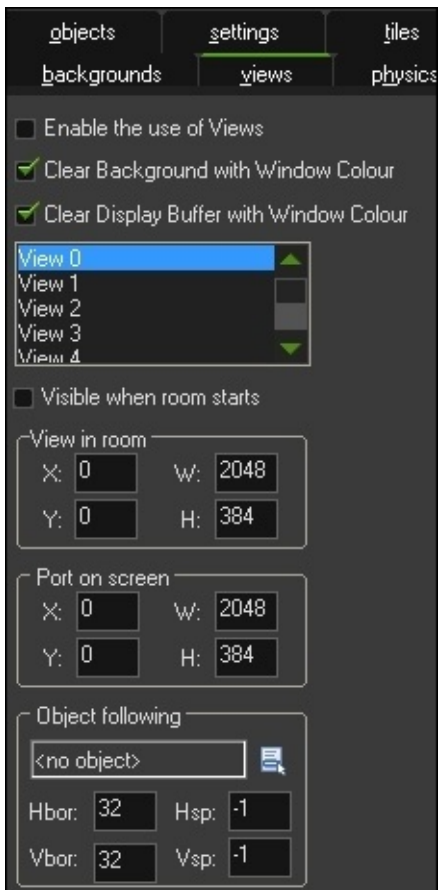 objects settings tiles
backgrounds views physics
Enable the use of Views
Clear Background with Window Colour
Clear Display Buffer with Window Colour
View 0
View 1
View 2
View 3
View 4
Visible when room starts
View in room
X: 0 W: 2048
Y: 0 H: 384
Port on screen
X: 0 W: 2048
Y: 0 H: 384
Object following
<no object>
Hbor: 32 Hsp: -1
Vbor: 32 Vsp: -1